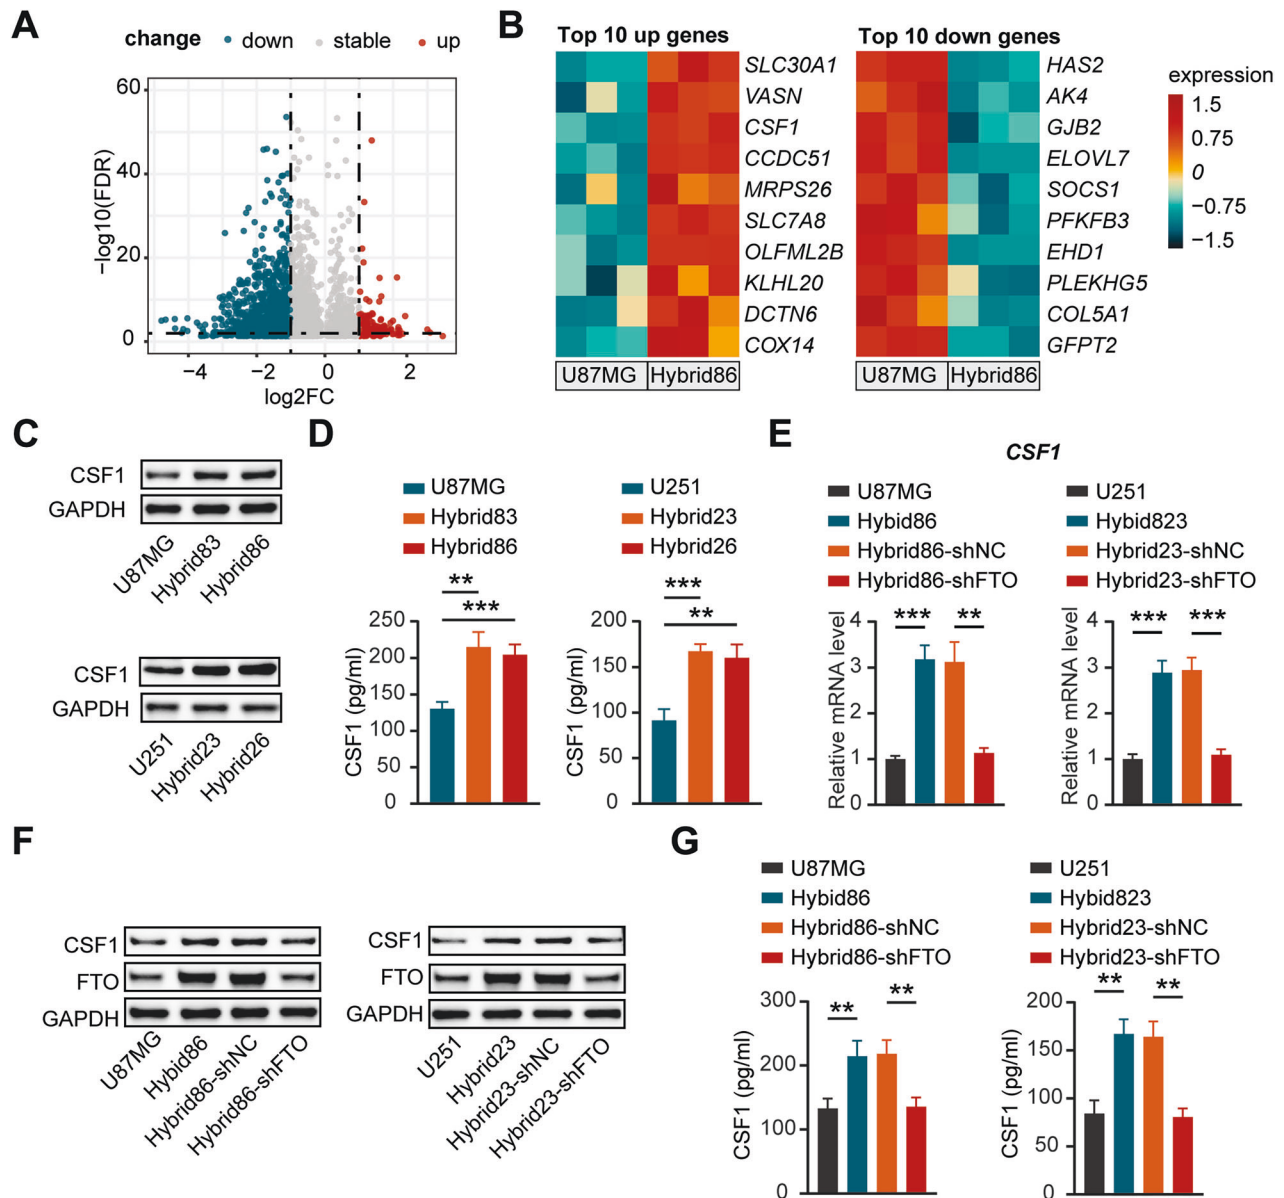 A
change down stable up
60
40
20
0
−log10(FDR)
−4 −2 0 2
log2FC
B
Top 10 up genes
SLC30A1
VASN
CSF1
CCDC51
MRPS26
SLC7A8
OLFML2B
KLHL20
DCTN6
COX14
U87MG Hybrid86
Top 10 down genes
HAS2
AK4
GJB2
ELOVL7
SOCS1
PFKFB3
EHD1
PLEKHG5
COL5A1
GFPT2
U87MG Hybrid86
expression
1.5
0.75
0
−0.75
−1.5
C
CSF1
GAPDH
U87MG
Hybrid83
Hybrid86
CSF1
GAPDH
U251
Hybrid23
Hybrid26
D
U87MG
Hybrid83
Hybrid86
**
***
250
200
150
100
50
0
CSF1 (pg/ml)
U251
Hybrid23
Hybrid26
***
**
200
150
100
50
0
CSF1 (pg/ml)
E
CSF1
U87MG
Hybid86
Hybrid86-shNC
Hybrid86-shFTO
*** **
4
3
2
1
0
Relative mRNA level
U251
Hybid823
Hybrid23-shNC
Hybrid23-shFTO
*** ***
4
3
2
1
0
Relative mRNA level
F
CSF1
FTO
GAPDH
U87MG
Hybid86
Hybrid86-shNC
Hybrid86-shFTO
CSF1
FTO
GAPDH
U251
Hybrid23
Hybrid23-shNC
Hybrid23-shFTO
G
U87MG
Hybid86
Hybrid86-shNC
Hybrid86-shFTO
** **
300
200
100
0
CSF1 (pg/ml)
U251
Hybid823
Hybrid23-shNC
Hybrid23-shFTO
** **
200
150
100
50
0
CSF1 (pg/ml)